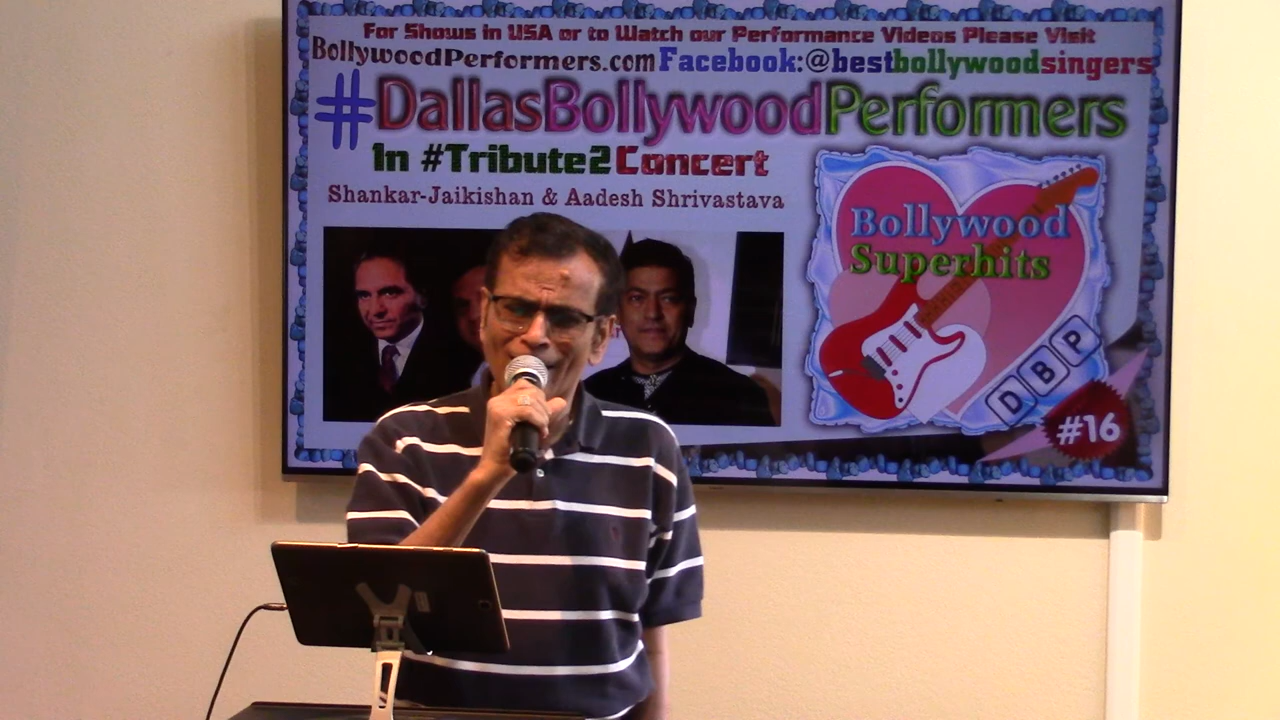 For Shows in USA or to Watch our Performance Videos Please Visit
BollywoodPerformers.com Facebook:@bestbollywoodsingers
#DallasBollywoodPerformers
In #Tribute2Concert
Shankar-Jaikishan & Aadesh Shrivastava
Bollywood
Superhits
DBP
#16